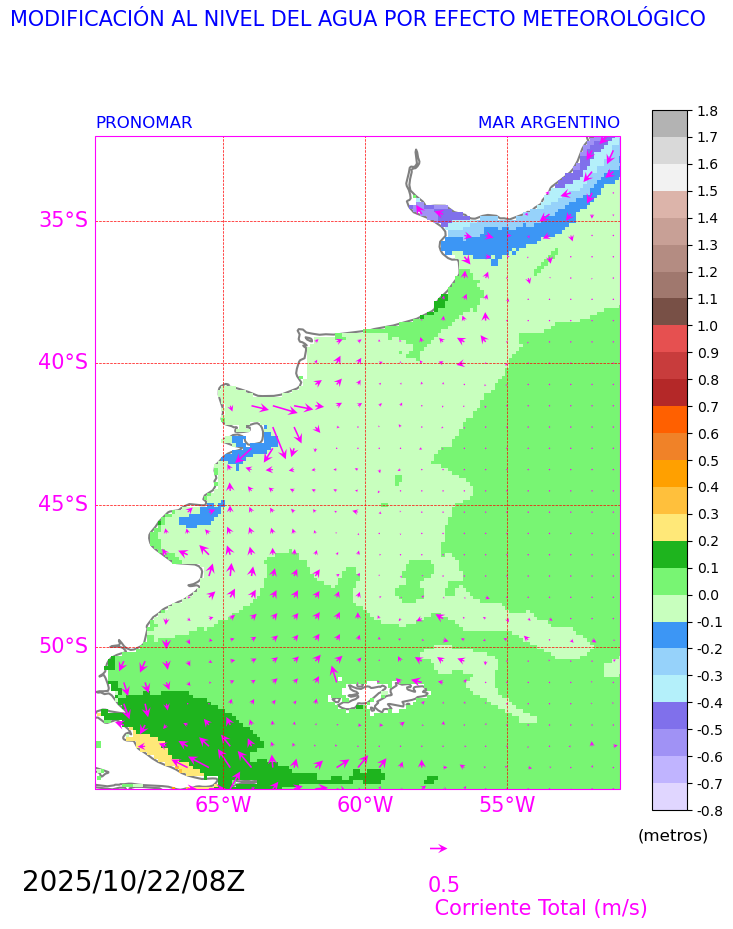 MODIFICACIÓN AL NIVEL DEL AGUA POR EFECTO METEOROLÓGICO
PRONOMAR MAR ARGENTINO
35°S
40°S
45°S
50°S
65°W 60°W 55°W
1.8
1.7
1.6
1.5
1.4
1.3
1.2
1.1
1.0
0.9
0.8
0.7
0.6
0.5
0.4
0.3
0.2
0.1
0.0
-0.1
-0.2
-0.3
-0.4
-0.5
-0.6
-0.7
-0.8
(metros)
2025/10/22/08Z
0.5
Corriente Total (m/s)